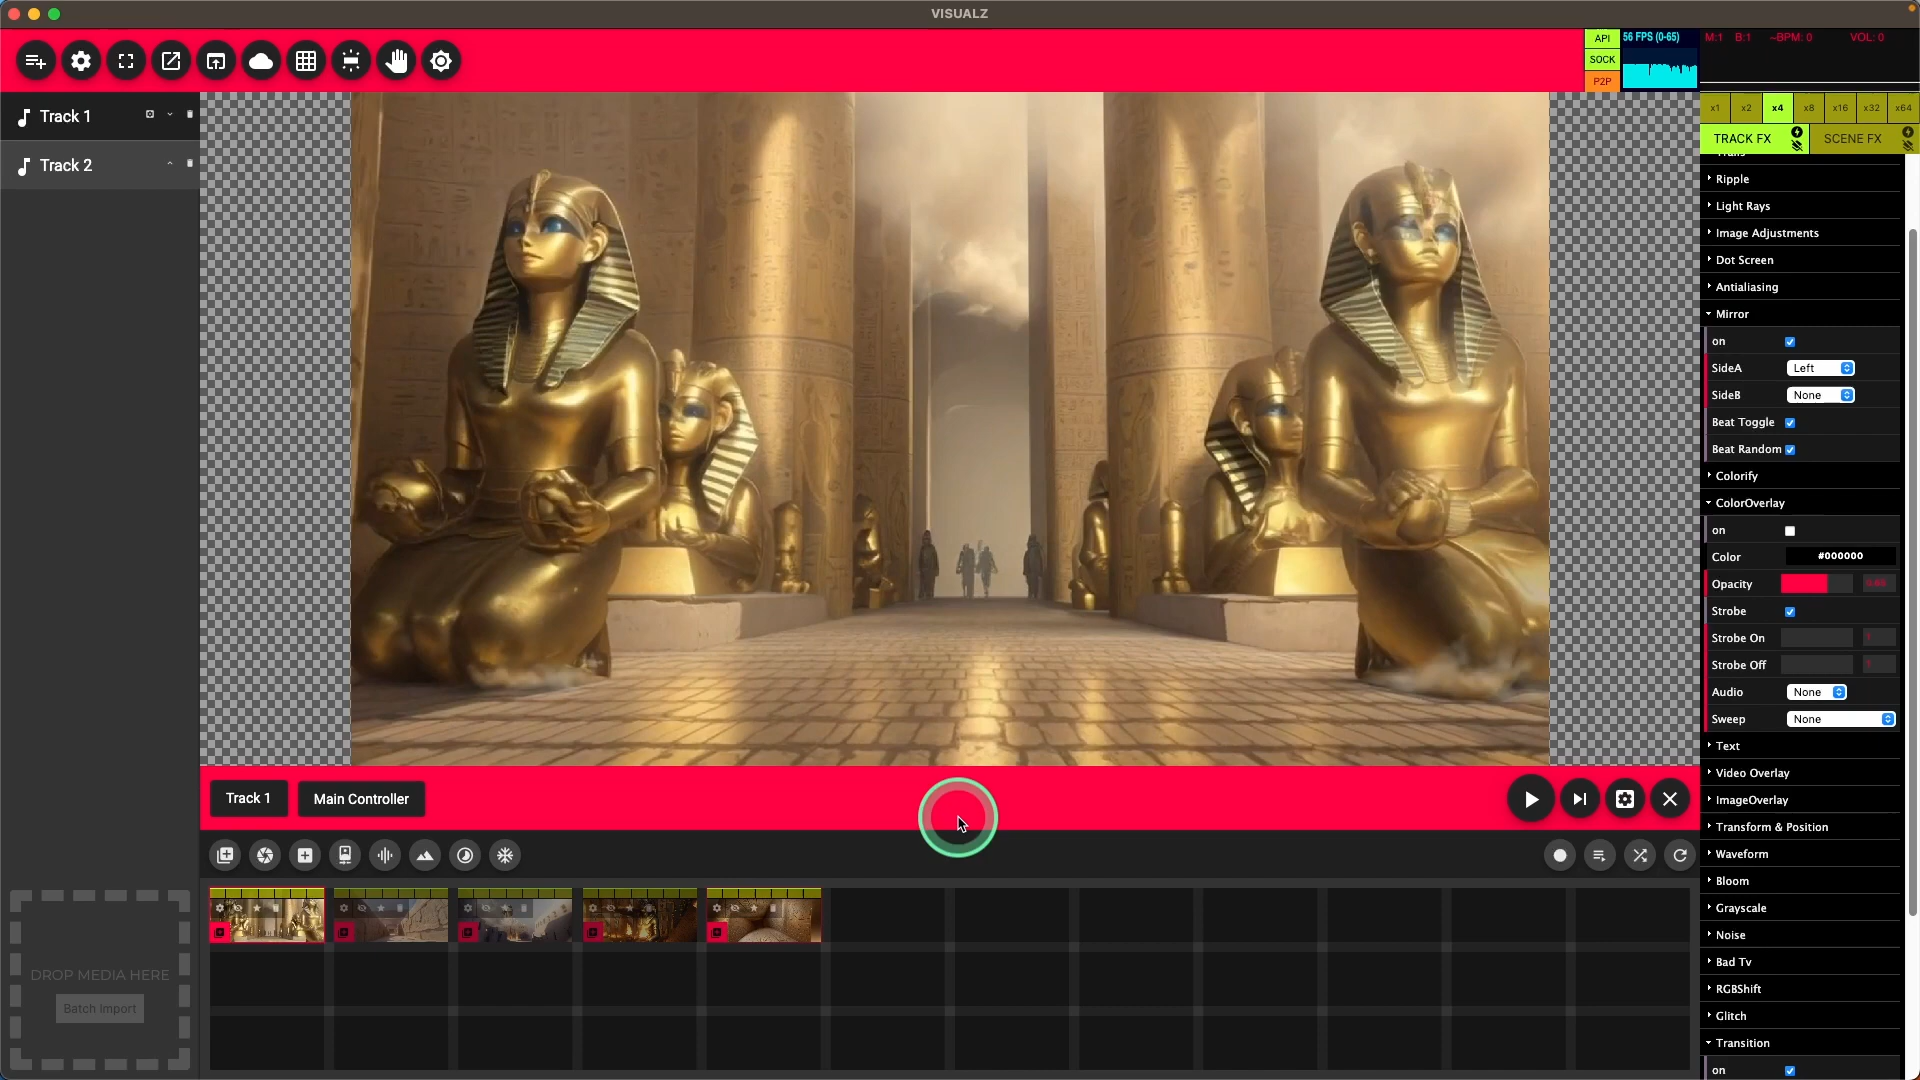 VISUALZ
API
SOCK
P2P
56 FPS (0-65)
M:1 B:1 ~BPM: 0 VOL: 0
x1 x2 x4 x8 x16 x32 x64
TRACK FX SCENE FX
Track 1
Track 2
Ripple
Light Rays
Image Adjustments
Dot Screen
Antialiasing
Mirror
on
SideA Left
SideB None
Beat Toggle
Beat Random
Colorify
ColorOverlay
on
Color #000000
Opacity
Strobe
Strobe On 1
Strobe Off 1
Audio None
Sweep None
Text
Video Overlay
ImageOverlay
Transform & Position
Waveform
Bloom
Grayscale
Noise
Bad Tv
RGBShift
Glitch
Transition
on
Track 1 Main Controller
DROP MEDIA HERE
Batch Import